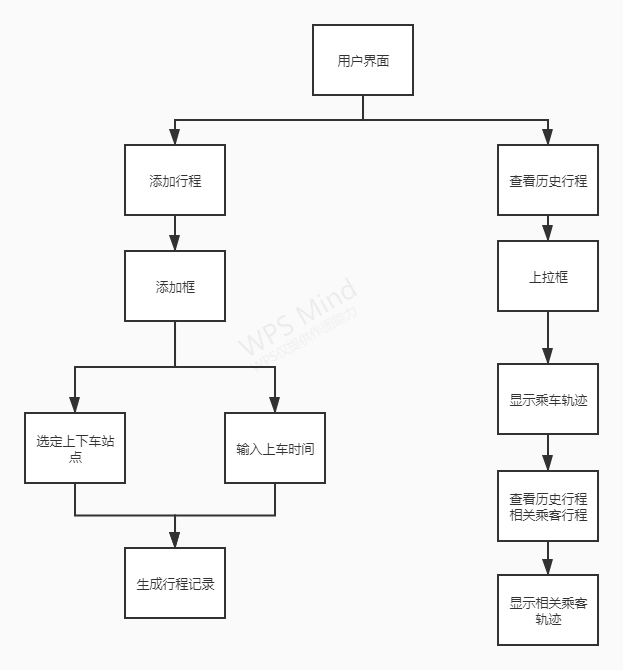 用户界面
添加行程
查看历史行程
添加框
上拉框
WPS Mind
显示乘车轨迹
选定上下车站
点
输入上车时间
查看历史行程
相关乘客行程
生成行程记录
显示相关乘客
轨迹